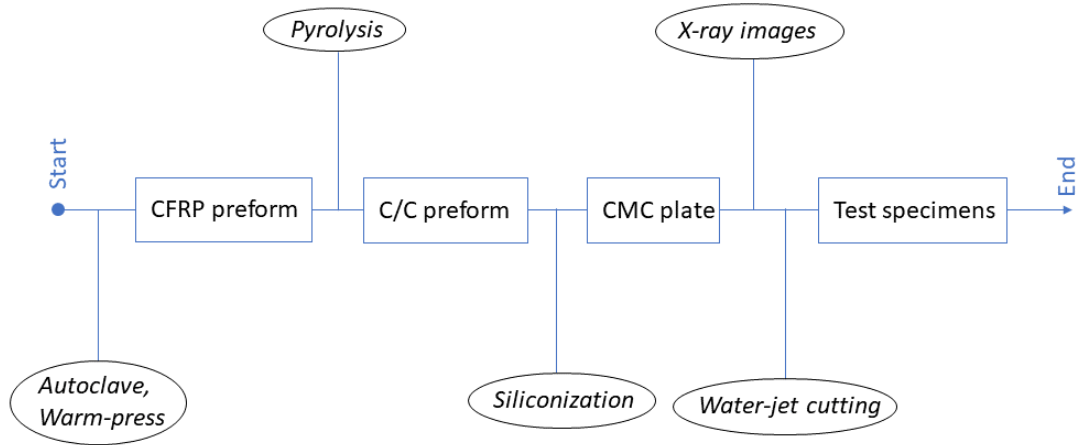 Pyrolysis
X-ray images
Start
End
CFRP preform
C/C preform
CMC plate
Test specimens
Autoclave,
Warm-press
Siliconization
Water-jet cutting